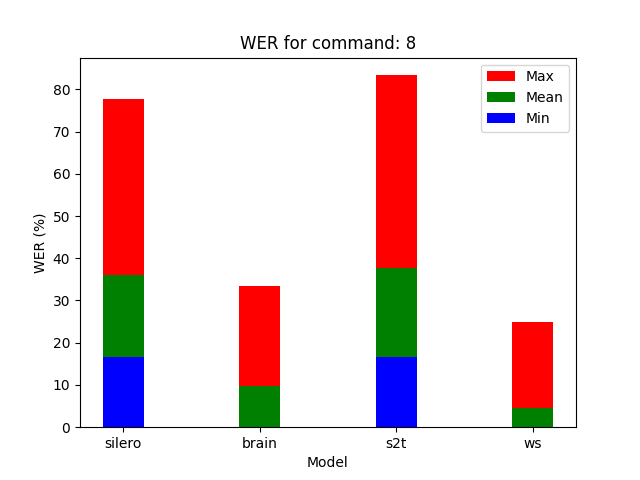 WER for command: 8
Max
Mean
Min
WER (%)
80
70
60
50
40
30
20
10
0
silero brain s2t ws
Model